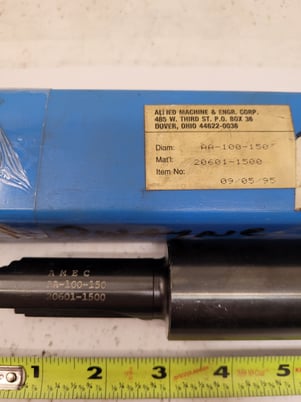 ALLIED MACHINE & ENGR. CORP.
485 W. THIRD ST. P.O. BOX 36
DOVER, OHIO 44622-0036
Diam: AA-100-150
Mat'l: 20601-1500
Item No:
09/05/95
AMEC
AA-100-150
20601-1500
1 2 3 4 5